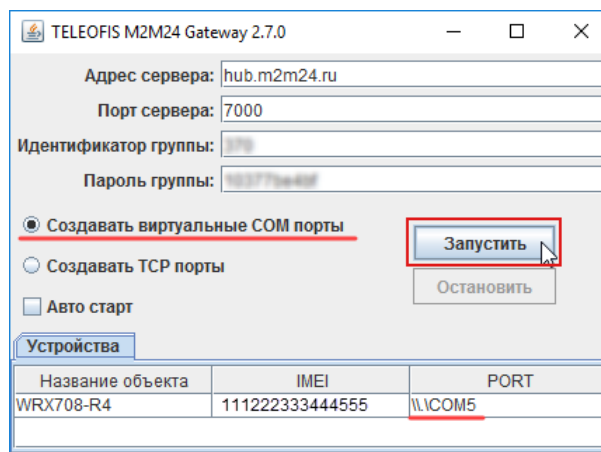 TELEOFIS M2M24 Gateway 2.7.0
Адрес сервера: hub.m2m24.ru
Порт сервера: 7000
Идентификатор группы:
Пароль группы:
Создавать виртуальные COM порты
Запустить
Создавать TCP порты
Остановить
Авто старт
Устройства
Название объекта IMEI PORT
WRX708-R4 111222333444555 \\.\COM5